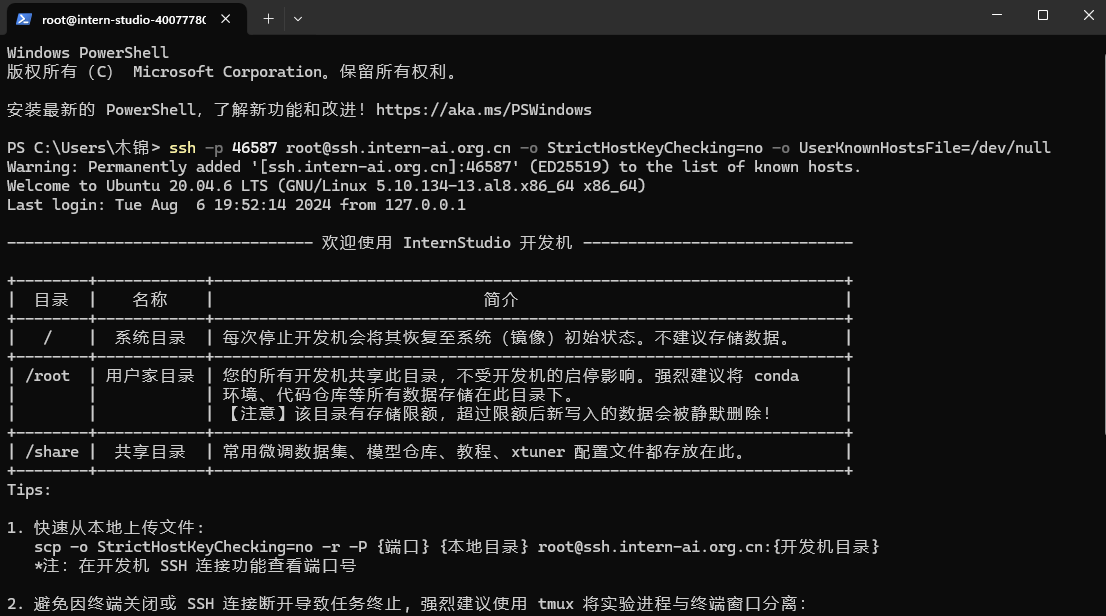 root@intern-studio-40077780
Windows PowerShell
版权所有 (C) Microsoft Corporation。保留所有权利。
安装最新的 PowerShell，了解新功能和改进！https://aka.ms/PSWindows
PS C:\Users\木锦> ssh -p 46587 root@ssh.intern-ai.org.cn -o StrictHostKeyChecking=no -o UserKnownHostsFile=/dev/null
Warning: Permanently added '[ssh.intern-ai.org.cn]:46587' (ED25519) to the list of known hosts.
Welcome to Ubuntu 20.04.6 LTS (GNU/Linux 5.10.134-13.al8.x86_64 x86_64)
Last login: Tue Aug  6 19:52:14 2024 from 127.0.0.1
---------------------------------- 欢迎使用 InternStudio 开发机 ------------------------------
+--------+------------+----------------------------------------------------------------------+
|  目录  |    名称    |                              简介                                    |
+--------+------------+----------------------------------------------------------------------+
|   /    |  系统目录  | 每次停止开发机会将其恢复至系统（镜像）初始状态。不建议存储数据。      |
+--------+------------+----------------------------------------------------------------------+
| /root  | 用户家目录 | 您的所有开发机共享此目录，不受开发机的启停影响。强烈建议将 conda     |
|        |            | 环境、代码仓库等所有数据存储在此目录下。                              |
|        |            | 【注意】该目录有存储限额，超过限额后新写入的数据会被静默删除！        |
+--------+------------+----------------------------------------------------------------------+
| /share |  共享目录  | 常用微调数据集、模型仓库、教程、xtuner 配置文件都存放在此。           |
+--------+------------+----------------------------------------------------------------------+
Tips:
1. 快速从本地上传文件：
scp -o StrictHostKeyChecking=no -r -P {端口} {本地目录} root@ssh.intern-ai.org.cn:{开发机目录}
*注：在开发机 SSH 连接功能查看端口号
2. 避免因终端关闭或 SSH 连接断开导致任务终止，强烈建议使用 tmux 将实验进程与终端窗口分离：